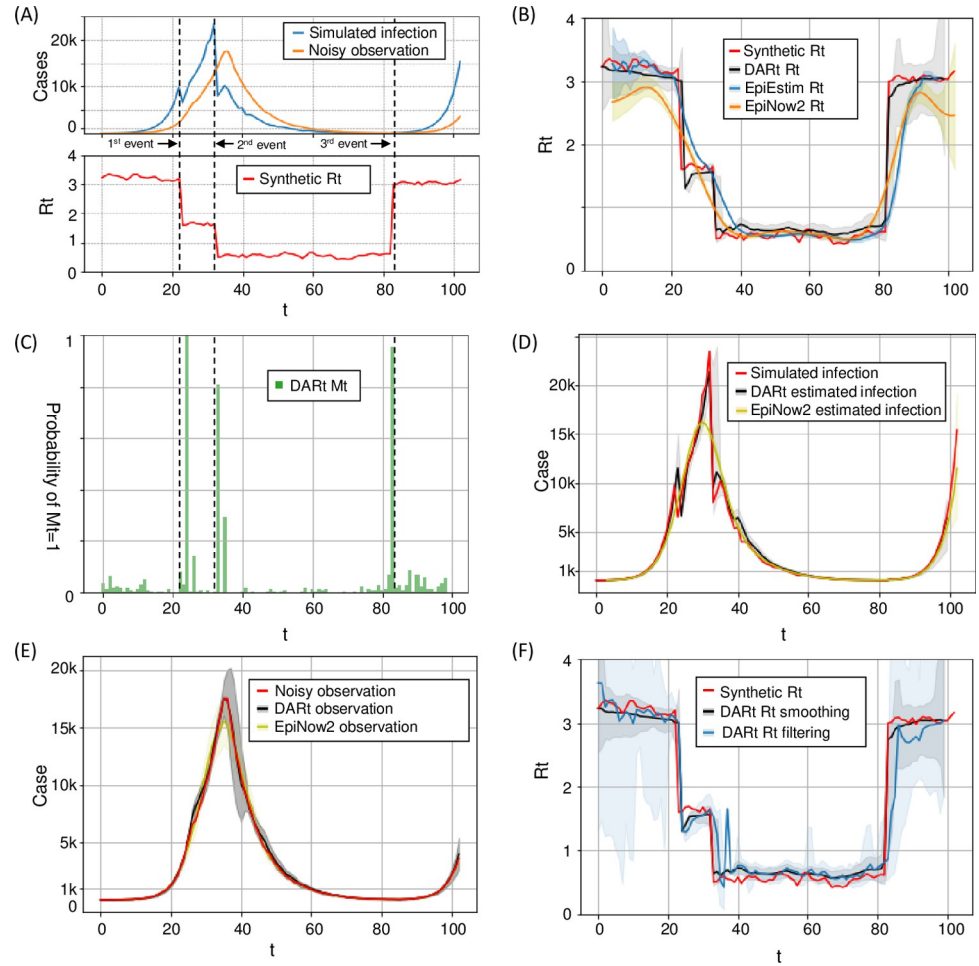 (A)
Simulated infection
Noisy observation
20k
15k
10k
5k
0
Cases
1st event
2nd event
3rd event
Synthetic Rt
4
3
2
1
0
Rt
0 20 40 60 80 100
t
(B)
Synthetic Rt
DARt Rt
EpiEstim Rt
EpiNow2 Rt
4
3
2
1
0
Rt
0 20 40 60 80 100
t
(C)
DARt Mt
1
0
Probability of Mt=1
0 20 40 60 80 100
t
(D)
Simulated infection
DARt estimated infection
EpiNow2 estimated infection
20k
15k
10k
5k
1k
Case
0 20 40 60 80 100
t
(E)
Noisy observation
DARt observation
EpiNow2 observation
20k
15k
10k
5k
1k
0
Case
0 20 40 60 80 100
t
(F)
Synthetic Rt
DARt Rt smoothing
DARt Rt filtering
4
3
2
1
0
Rt
0 20 40 60 80 100
t